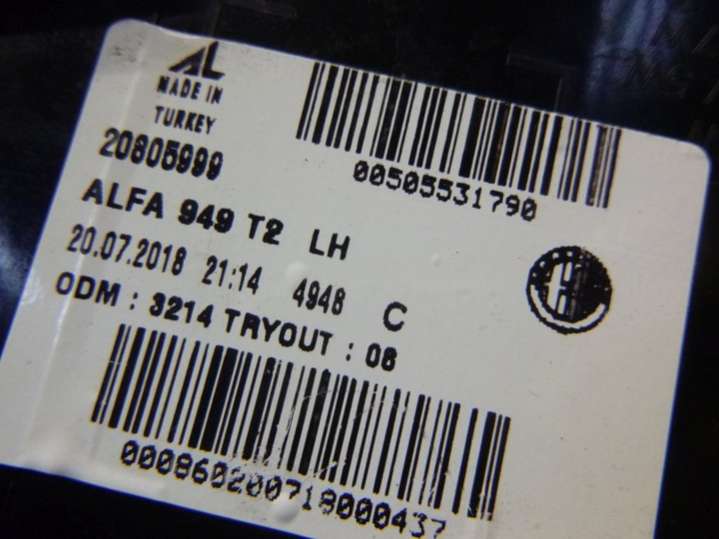 AL
MADE IN
TURKEY
20805999
00505531790
ALFA 949 T2 LH
20.07.2018 21:14 4948 C
ODM : 3214 TRYOUT : 06
000860200718000437